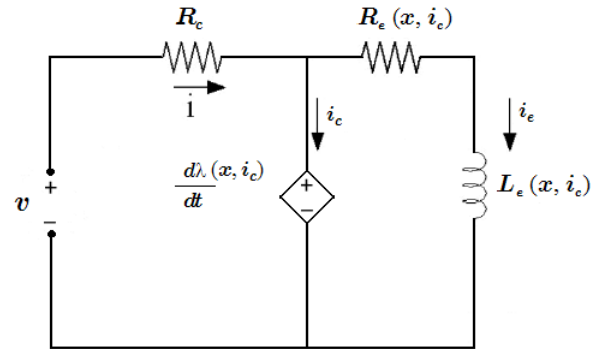 R_c
R_e (x, i_c)
i
i_c
i_e
dλ(x, i_c)
dt
+
−
L_e (x, i_c)
+
v
−